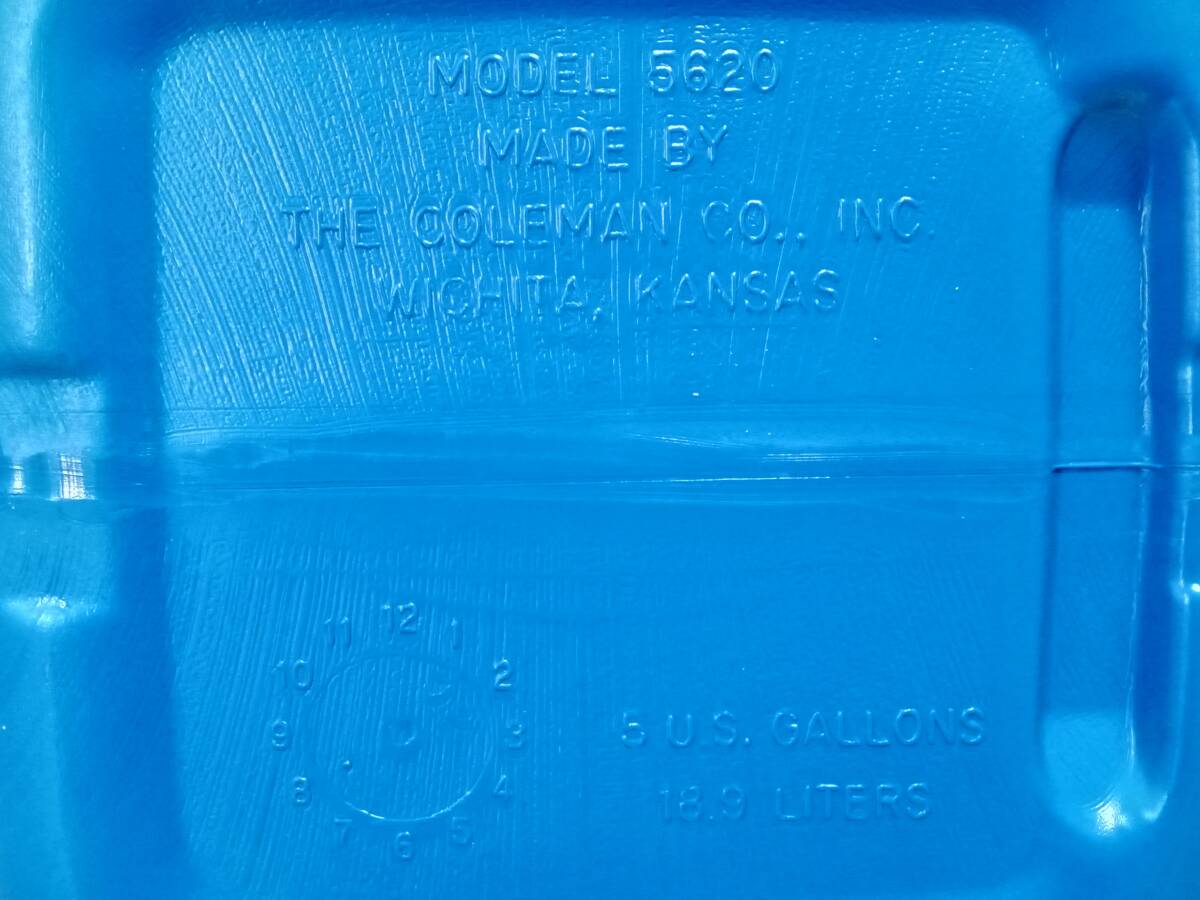 MODEL 5620
MADE BY
THE COLEMAN CO., INC.
WICHITA, KANSAS
12
11 1
10 2
9 3
8 4
7 5
6
5 U.S. GALLONS
18.9 LITERS